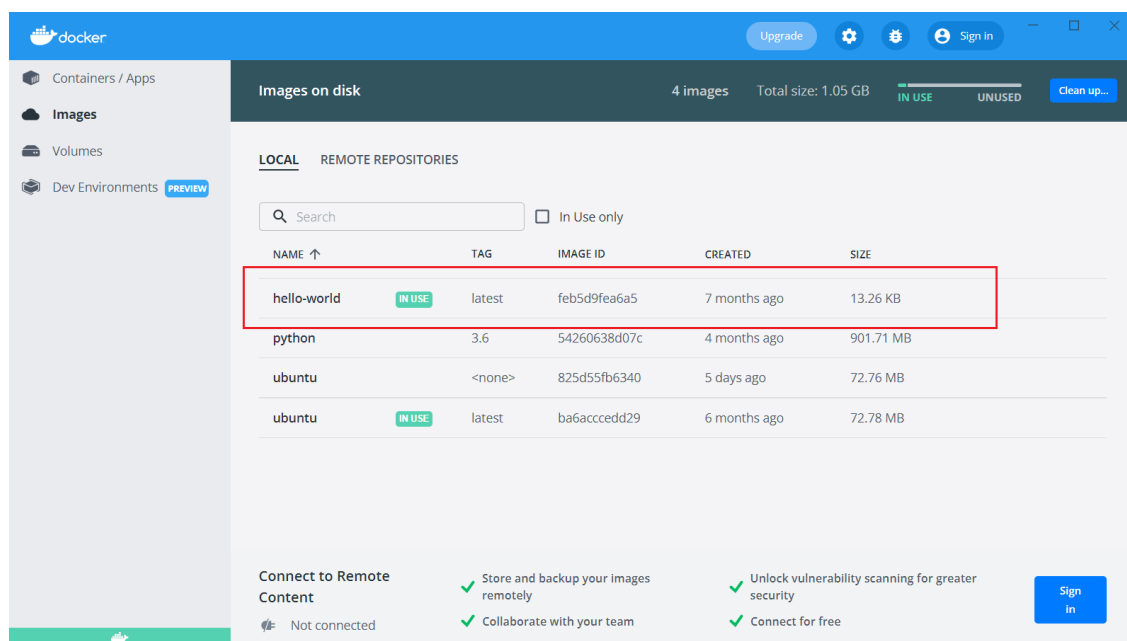 docker
Upgrade
Sign in
Containers / Apps
Images
Volumes
Dev Environments PREVIEW
Images on disk
4 images Total size: 1.05 GB
IN USE UNUSED
Clean up...
LOCAL REMOTE REPOSITORIES
Search
In Use only
NAME TAG IMAGE ID CREATED SIZE
hello-world IN USE latest feb5d9fea6a5 7 months ago 13.26 KB
python 3.6 54260638d07c 4 months ago 901.71 MB
ubuntu <none> 825d55fb6340 5 days ago 72.76 MB
ubuntu IN USE latest ba6acccedd29 6 months ago 72.78 MB
Connect to Remote
Content
Not connected
Store and backup your images
remotely
Collaborate with your team
Unlock vulnerability scanning for greater
security
Connect for free
Sign
in